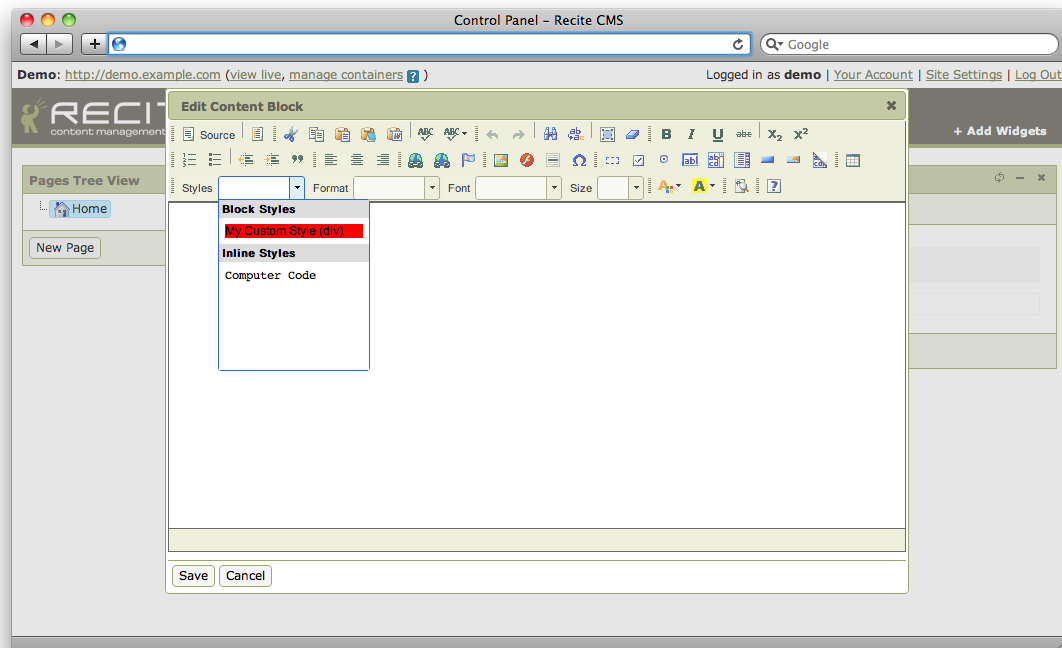 Control Panel – Recite CMS
Google
Demo: http://demo.example.com (view live, manage containers ? )
Logged in as demo | Your Account | Site Settings | Log Out
RECIT
content management
+ Add Widgets
Edit Content Block
Source
ABC ABC abc B I U abc X₂ X²
Styles Format Font Size A A
Block Styles
My Custom Style (div)
Inline Styles
Computer Code
Pages Tree View
Home
New Page
Save Cancel